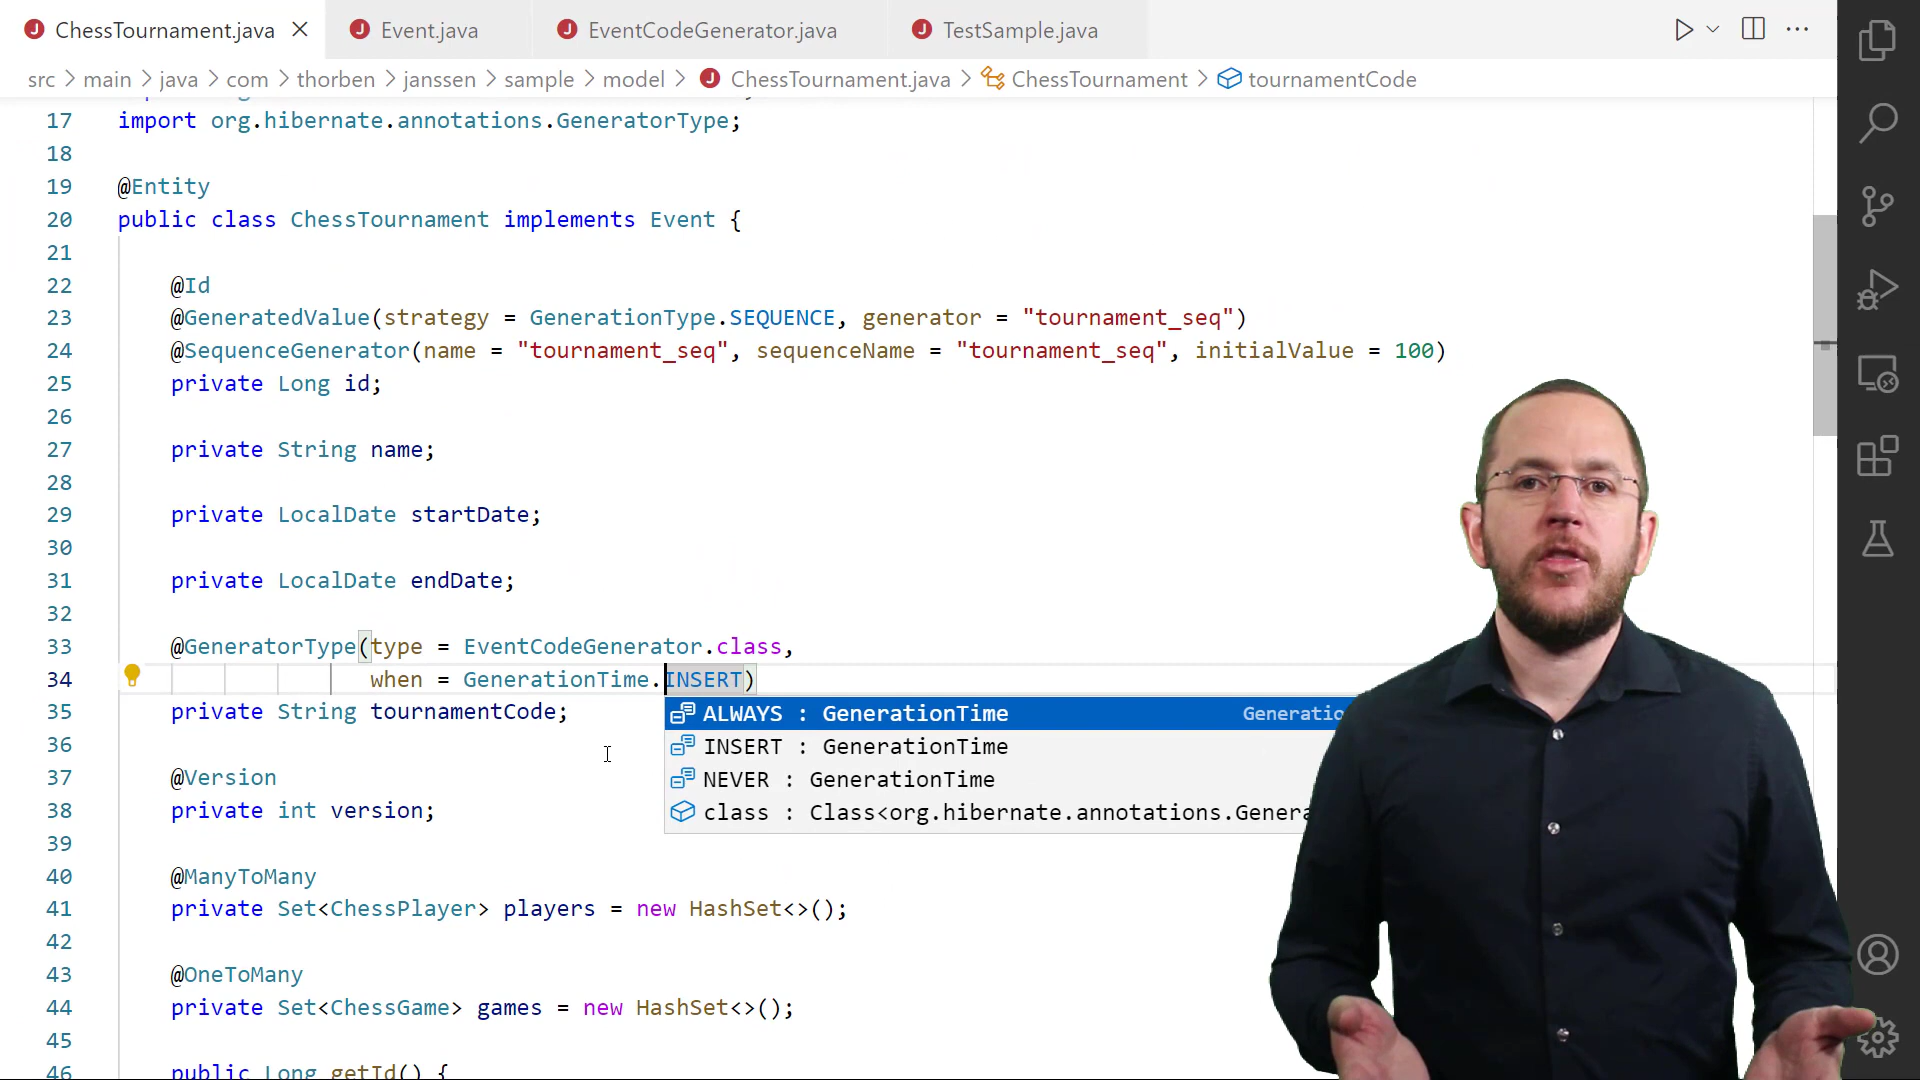 ChessTournament.java Event.java EventCodeGenerator.java TestSample.java
src > main > java > com > thorben > janssen > sample > model > ChessTournament.java > ChessTournament > tournamentCode
17 import org.hibernate.annotations.GeneratorType;
18
19 @Entity
20 public class ChessTournament implements Event {
21
22 @Id
23 @GeneratedValue(strategy = GenerationType.SEQUENCE, generator = "tournament_seq")
24 @SequenceGenerator(name = "tournament_seq", sequenceName = "tournament_seq", initialValue = 100)
25 private Long id;
26
27 private String name;
28
29 private LocalDate startDate;
30
31 private LocalDate endDate;
32
33 @GeneratorType(type = EventCodeGenerator.class,
34 when = GenerationTime.INSERT)
35 private String tournamentCode;
ALWAYS : GenerationTime Generatio
36
INSERT : GenerationTime
37 @Version
NEVER : GenerationTime
38 private int version;
class : Class<org.hibernate.annotations.Genera
39
40 @ManyToMany
41 private Set<ChessPlayer> players = new HashSet<>();
42
43 @OneToMany
44 private Set<ChessGame> games = new HashSet<>();
45
46 public Long getId() {